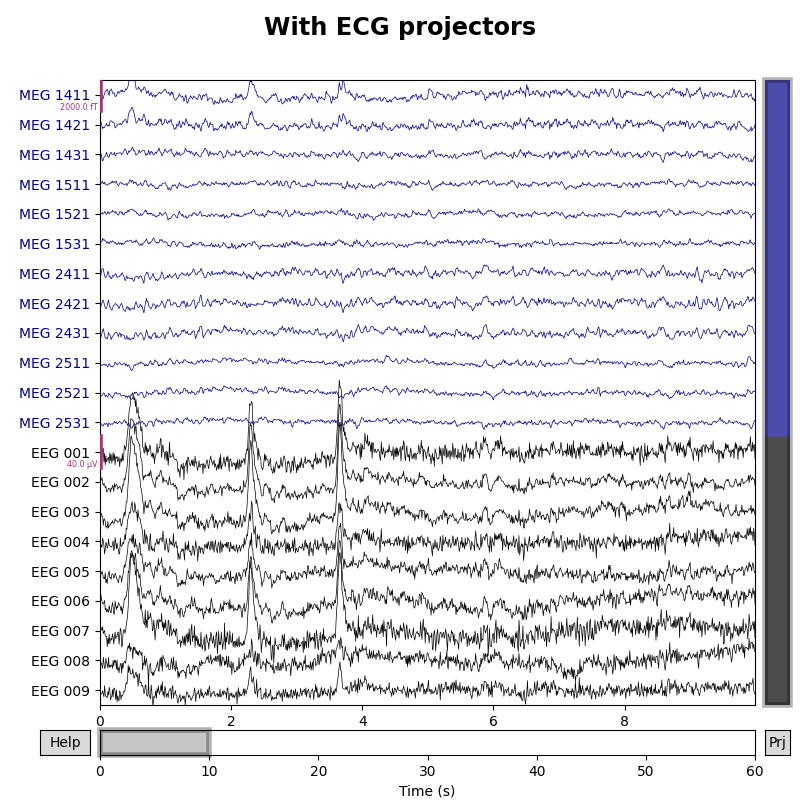 With ECG projectors
MEG 1411
2000.0 fT
MEG 1421
MEG 1431
MEG 1511
MEG 1521
MEG 1531
MEG 2411
MEG 2421
MEG 2431
MEG 2511
MEG 2521
MEG 2531
EEG 001
40.0 µV
EEG 002
EEG 003
EEG 004
EEG 005
EEG 006
EEG 007
EEG 008
EEG 009
0 2 4 6 8
Help Prj
0 10 20 30 40 50 60
Time (s)